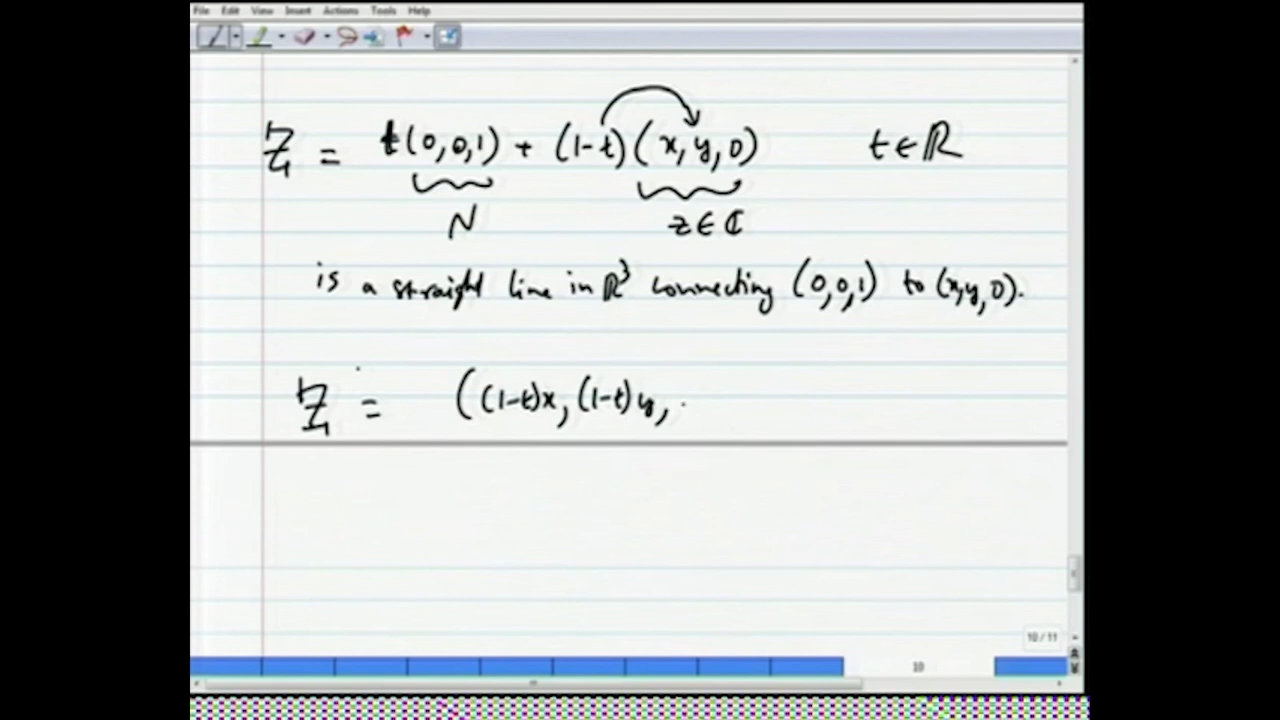 File Edit View Insert Actions Tools Help
Z = t(0,0,1) + (1-t)(x,y,0) t∈ℝ
N z∈ℂ
is a straight line in ℝ³ connecting (0,0,1) to (x,y,0).
Z = ((1-t)x, (1-t)y,
10 / 11
10